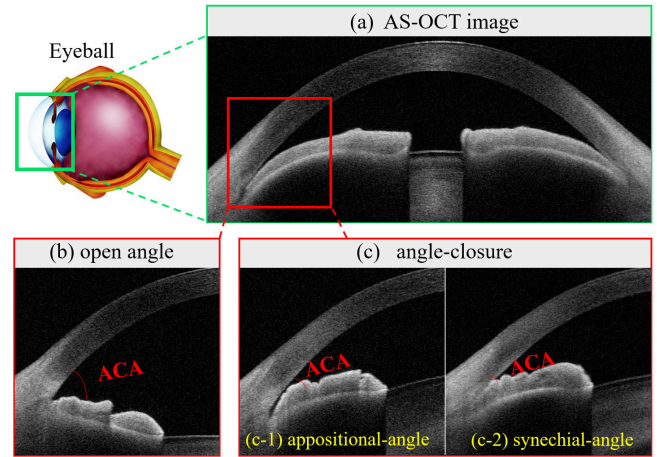 (a) AS-OCT image
Eyeball
(b) open angle
(c) angle-closure
ACA
ACA
ACA
(c-1) appositional-angle
(c-2) synechial-angle